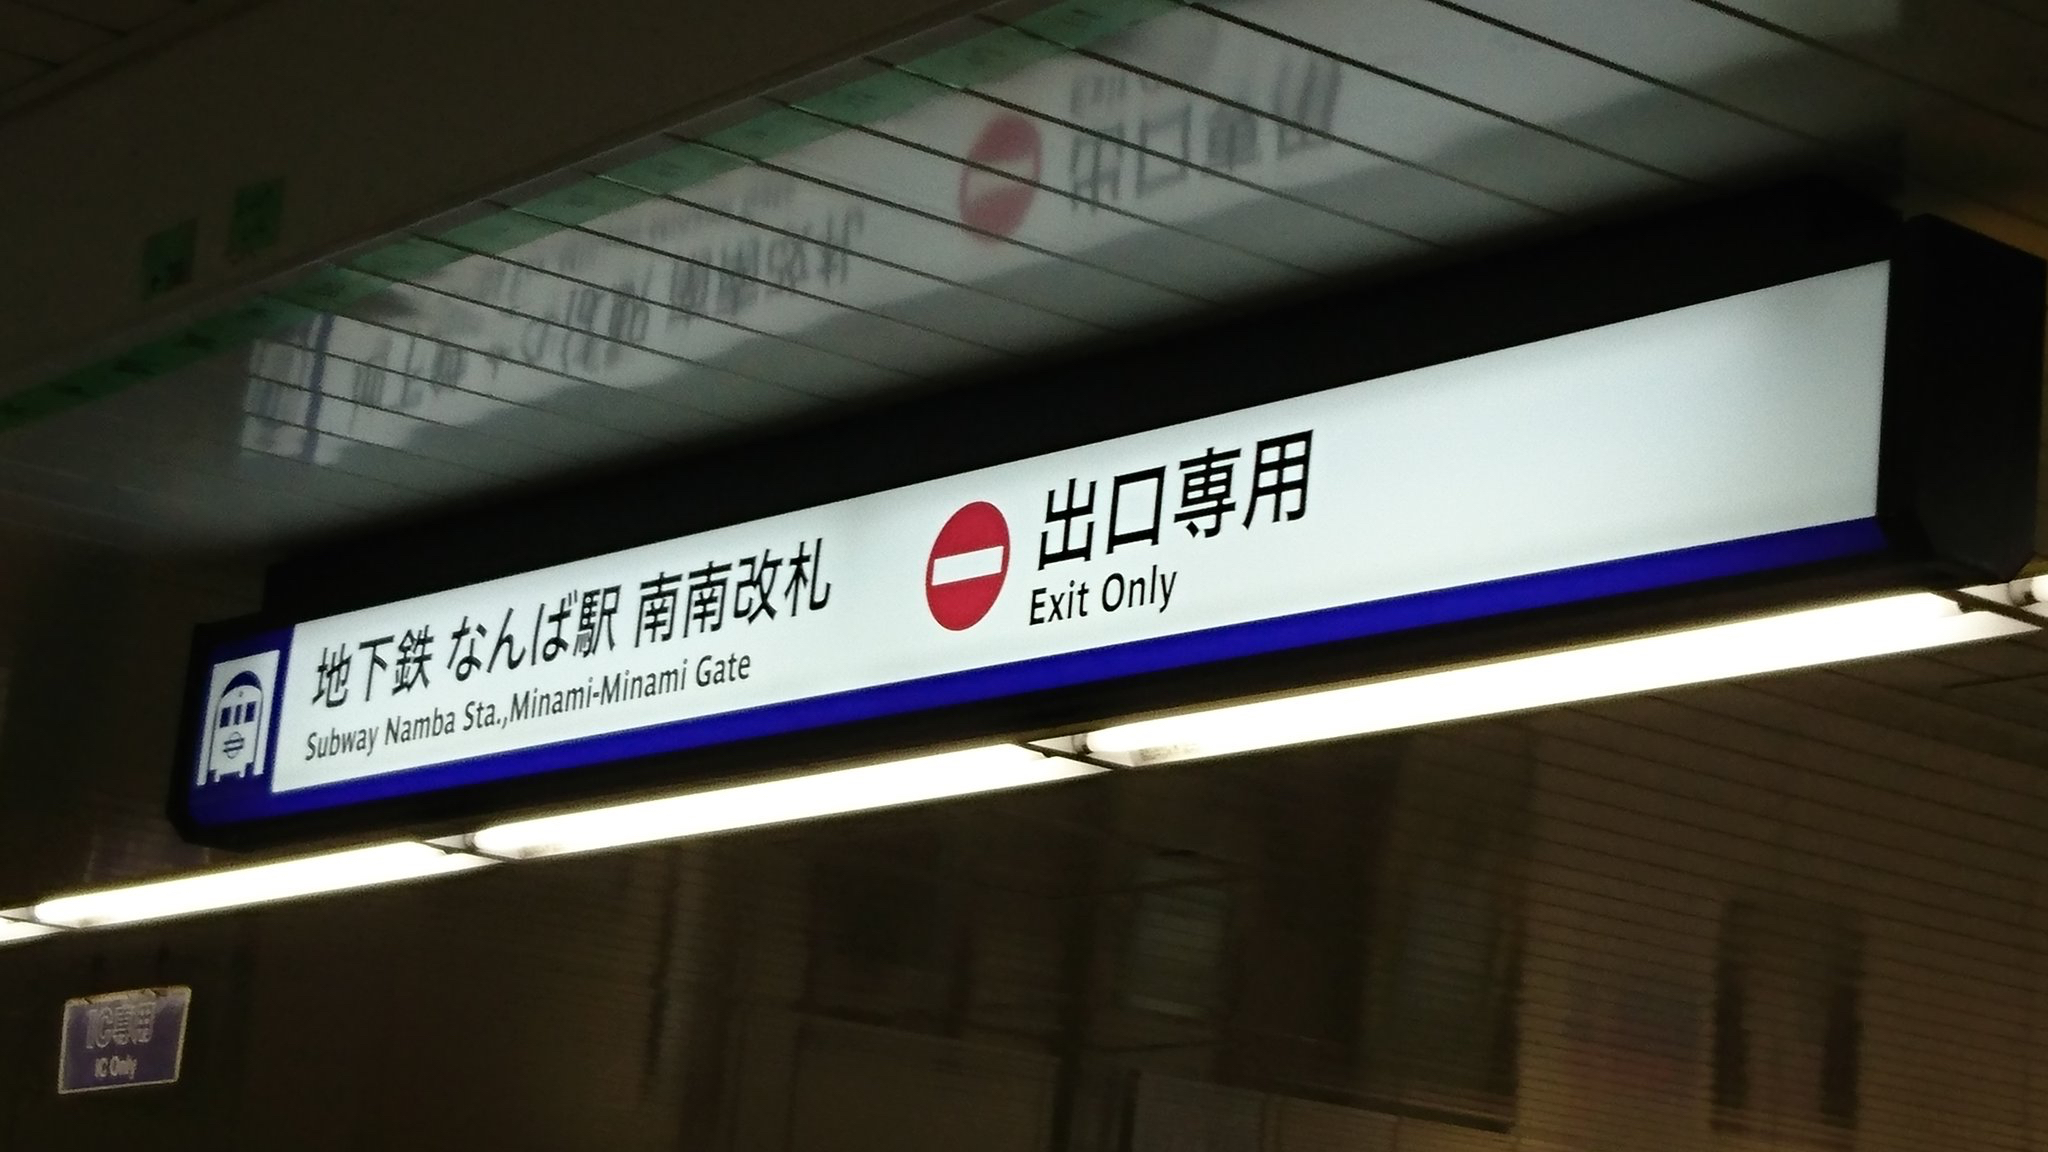 地下鉄 なんば駅 南南改札
Subway Namba Sta.,Minami-Minami Gate
出口専用
Exit Only
IC専用
IC Only